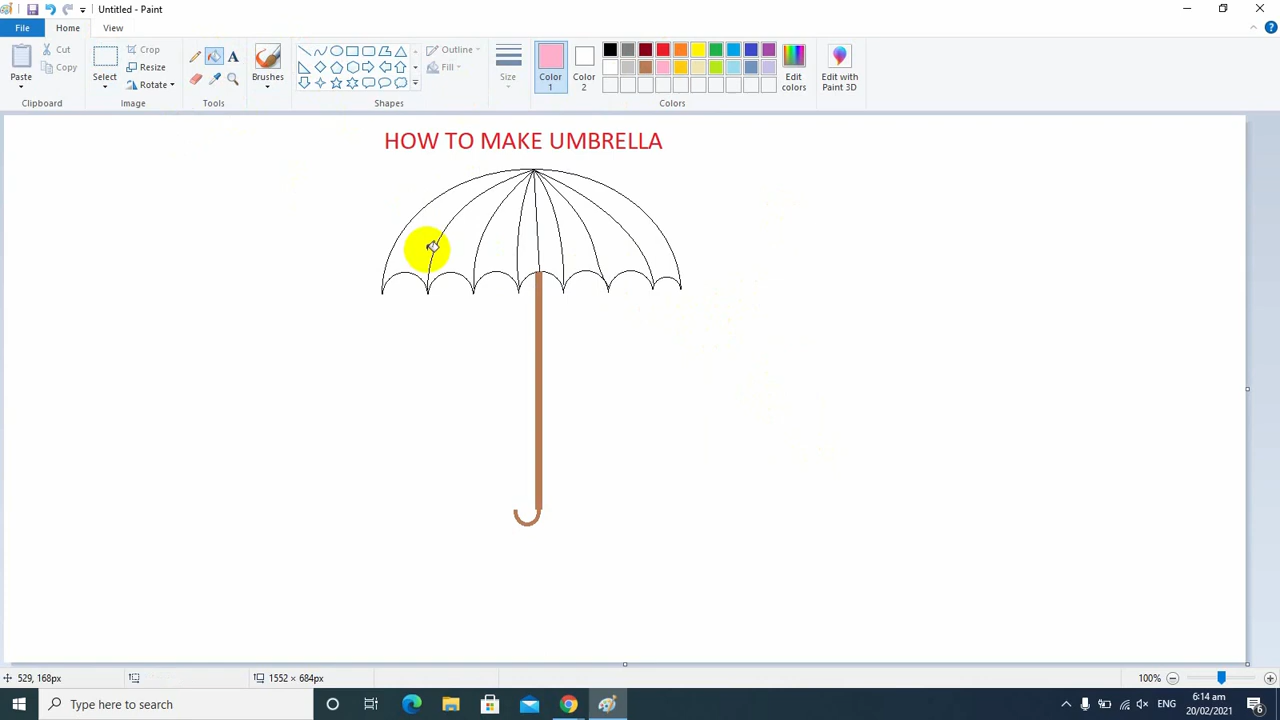 Untitled - Paint
File Home View
Paste Cut Copy
Select Crop Resize Rotate
A
Brushes
Outline Fill
Size
Color 1
Color 2
Edit colors
Edit with Paint 3D
Clipboard Image Tools Shapes Colors
HOW TO MAKE UMBRELLA
529, 168px
1552 × 684px
100%
Type here to search
ENG
6:14 am
20/02/2021
6